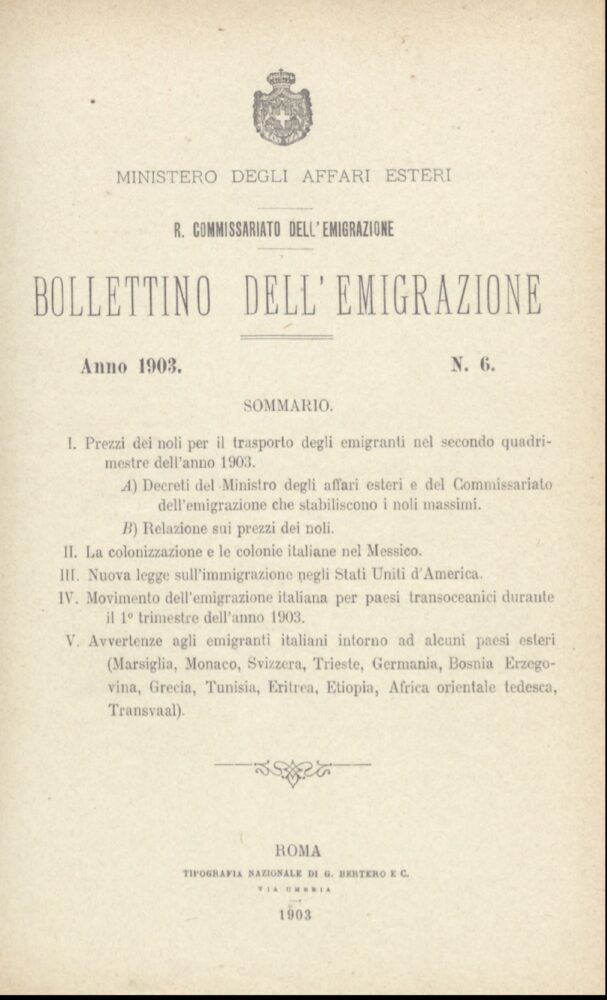 MINISTERO DEGLI AFFARI ESTERI
R. COMMISSARIATO DELL'EMIGRAZIONE
BOLLETTINO DELL'EMIGRAZIONE
Anno 1903. N. 6.
SOMMARIO.
I. Prezzi dei noli per il trasporto degli emigranti nel secondo quadri-
mestre dell'anno 1903.
A) Decreti del Ministro degli affari esteri e del Commissariato
dell'emigrazione che stabiliscono i noli massimi.
B) Relazione sui prezzi dei noli.
II. La colonizzazione e le colonie italiane nel Messico.
III. Nuova legge sull'immigrazione negli Stati Uniti d'America.
IV. Movimento dell'emigrazione italiana per paesi transoceanici durante
il 1º trimestre dell'anno 1903.
V. Avvertenze agli emigranti italiani intorno ad alcuni paesi esteri
(Marsiglia, Monaco, Svizzera, Trieste, Germania, Bosnia Erzego-
vina, Grecia, Tunisia, Eritrea, Etiopia, Africa orientale tedesca,
Transvaal).
ROMA
TIPOGRAFIA NAZIONALE DI G. BERTERO E C.
VIA UMBRIA
1903